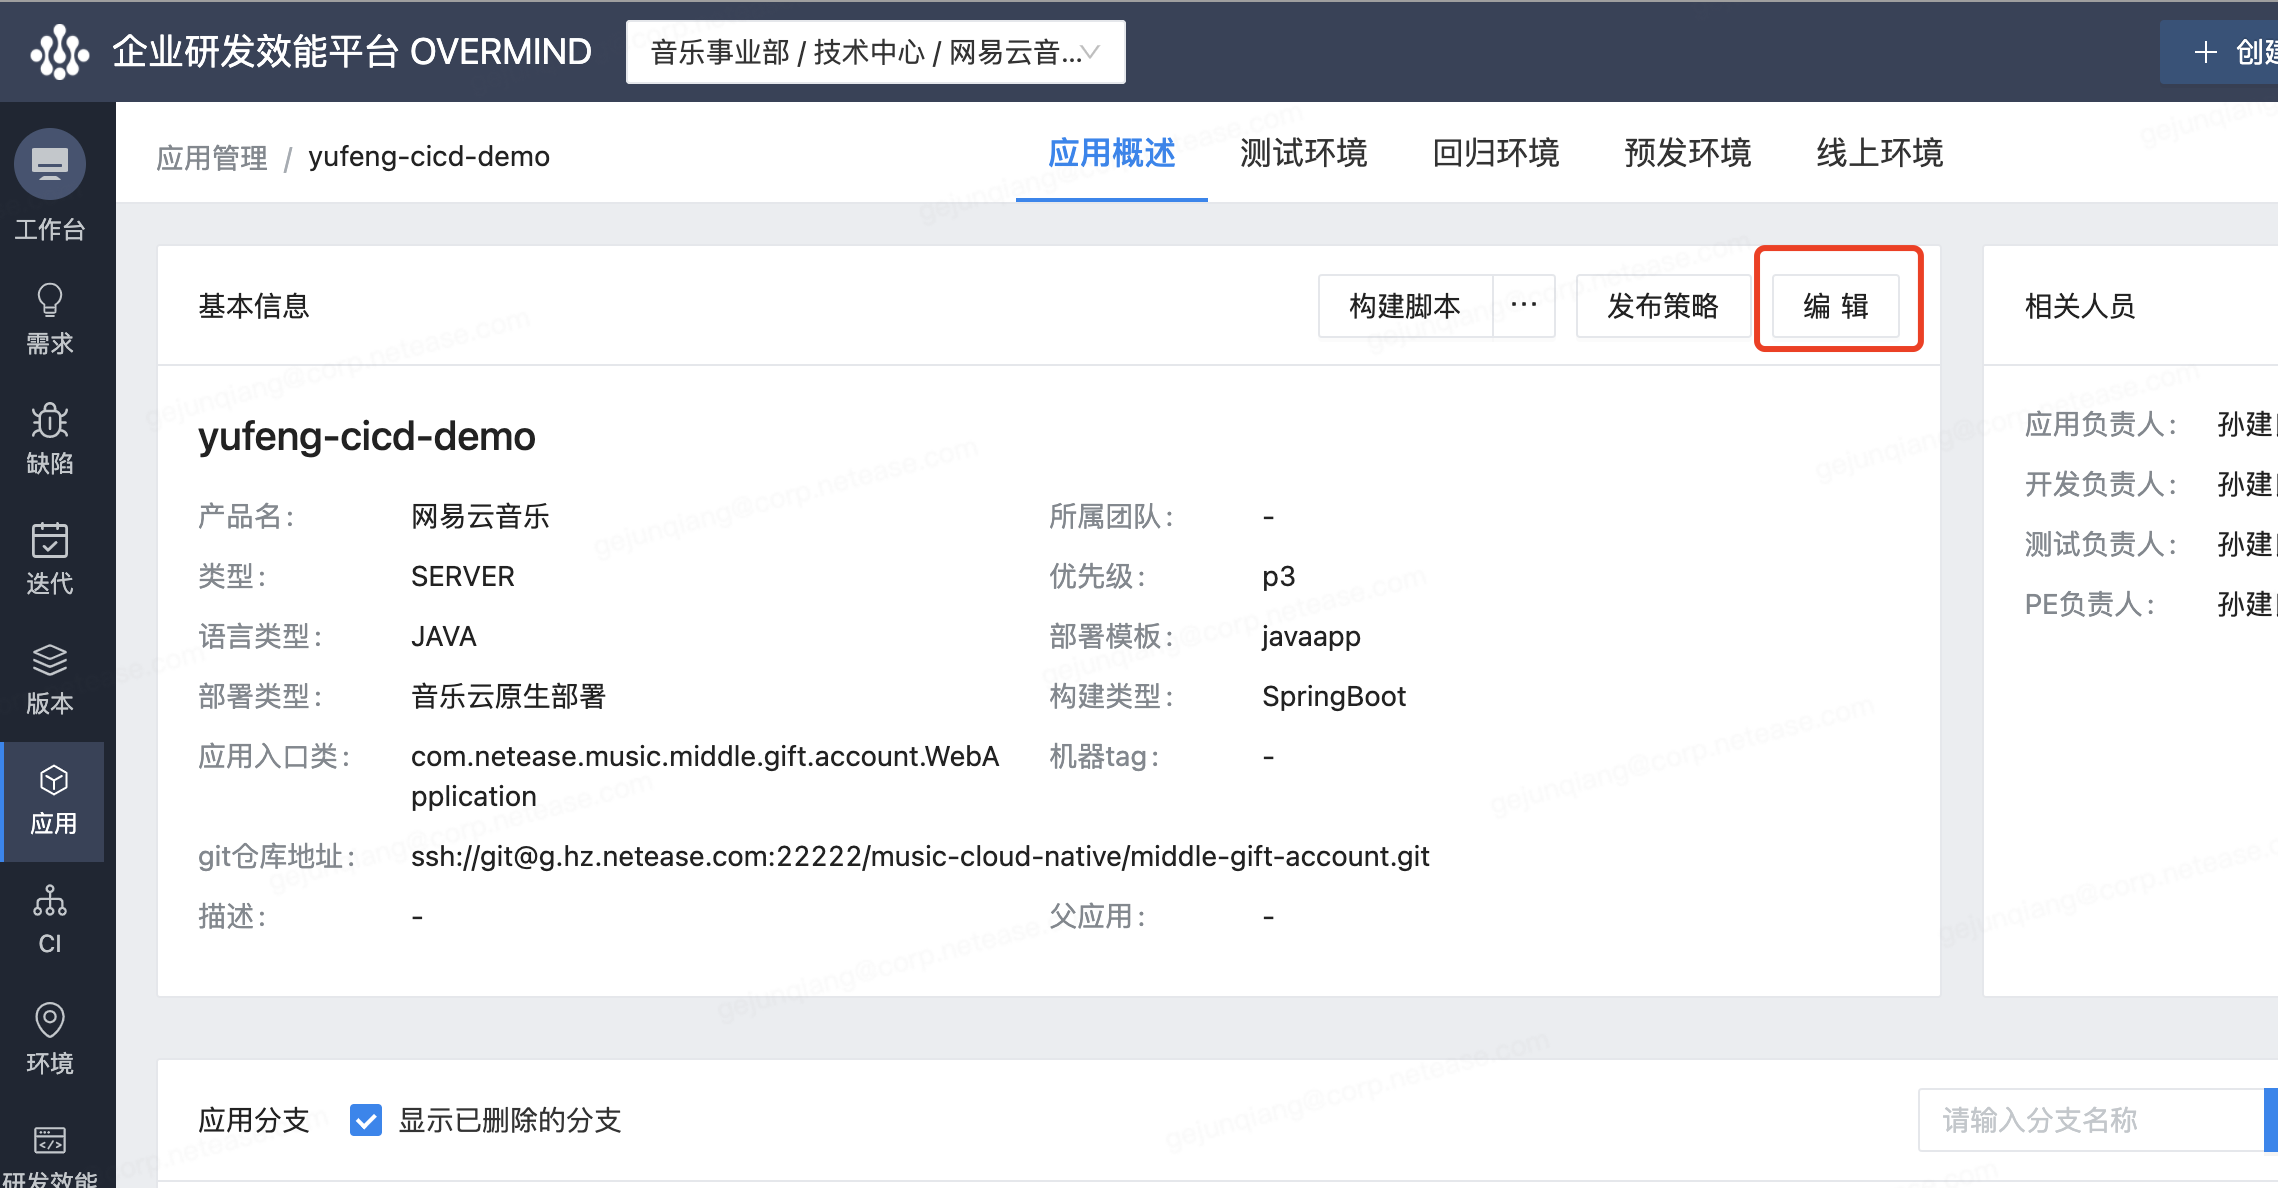 企业研发效能平台 OVERMIND
音乐事业部 / 技术中心 / 网易云音...
+ 创建
工作台
需求
缺陷
迭代
版本
应用
CI
环境
研发效能
应用管理 / yufeng-cicd-demo
应用概述 测试环境 回归环境 预发环境 线上环境
基本信息
构建脚本 ... 发布策略 编 辑
yufeng-cicd-demo
产品名: 网易云音乐 所属团队: -
类型: SERVER 优先级: p3
语言类型: JAVA 部署模板: javaapp
部署类型: 音乐云原生部署 构建类型: SpringBoot
应用入口类: com.netease.music.middle.gift.account.WebA 机器tag: -
pplication
git仓库地址: ssh://git@g.hz.netease.com:22222/music-cloud-native/middle-gift-account.git
描述: - 父应用: -
相关人员
应用负责人: 孙建
开发负责人: 孙建
测试负责人: 孙建
PE负责人: 孙建
应用分支 显示已删除的分支
请输入分支名称
gejunqiang@corp.netease.com